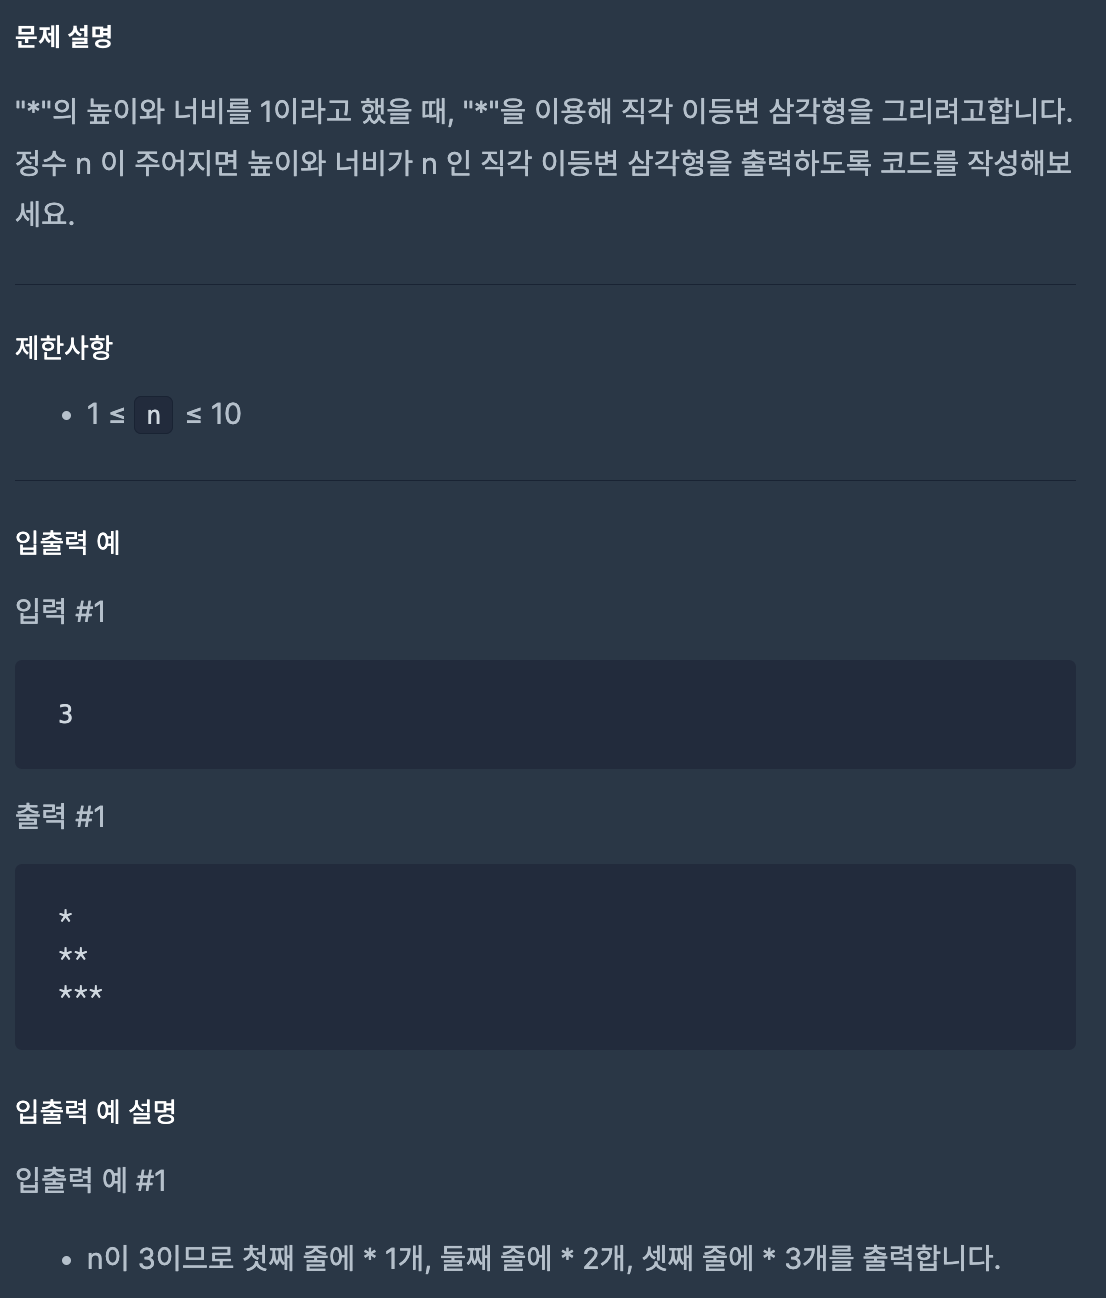 문제 설명
"*"의 높이와 너비를 1이라고 했을 때, "*"을 이용해 직각 이등변 삼각형을 그리려고합니다.
정수 n 이 주어지면 높이와 너비가 n 인 직각 이등변 삼각형을 출력하도록 코드를 작성해보
세요.
제한사항
• 1 ≤ n ≤ 10
입출력 예
입력 #1
3
출력 #1
*
**
***
입출력 예 설명
입출력 예 #1
• n이 3이므로 첫째 줄에 * 1개, 둘째 줄에 * 2개, 셋째 줄에 * 3개를 출력합니다.